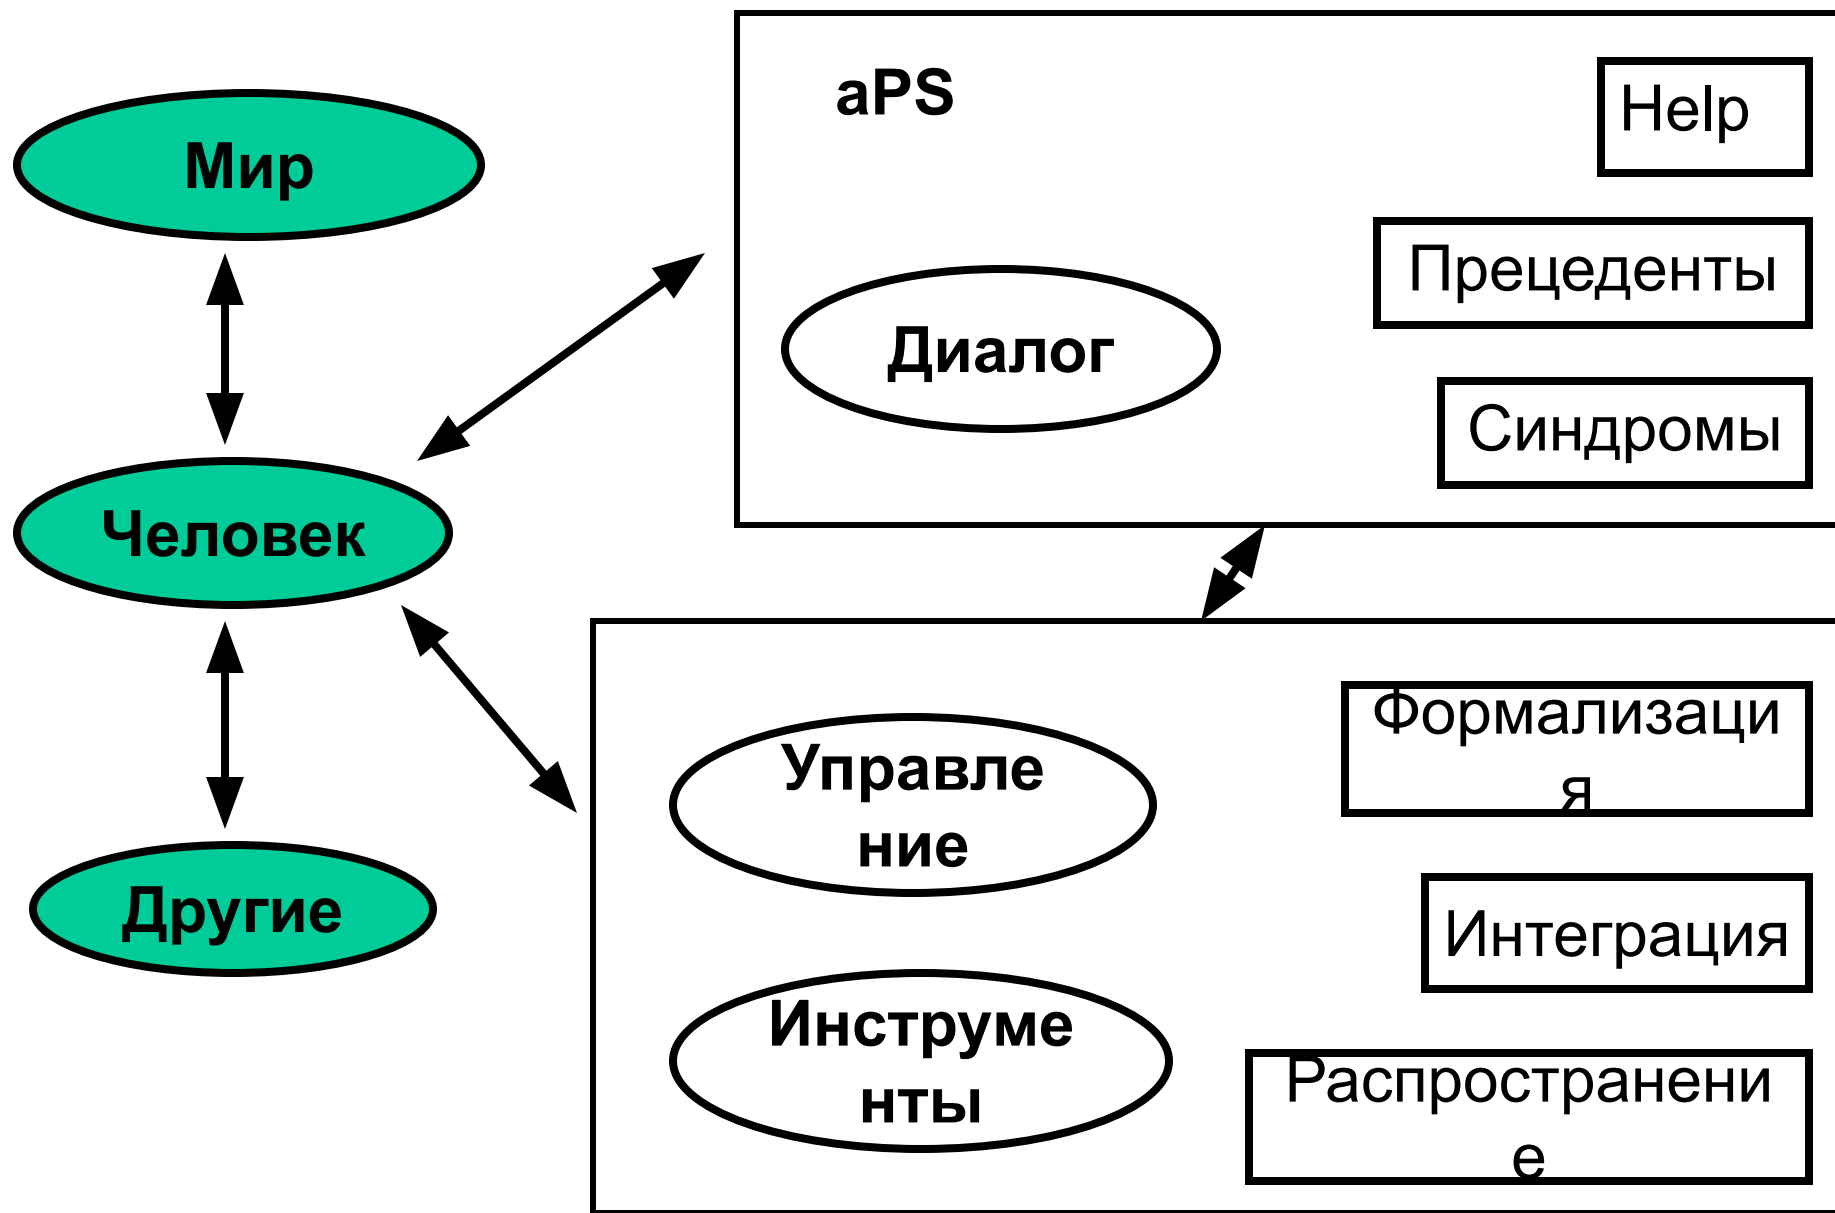 Мир
Человек
Другие
aPS
Диалог
Help
Прецеденты
Синдромы
Управле
ние
Инструме
нты
Формализаци
я
Интеграция
Распространени
е